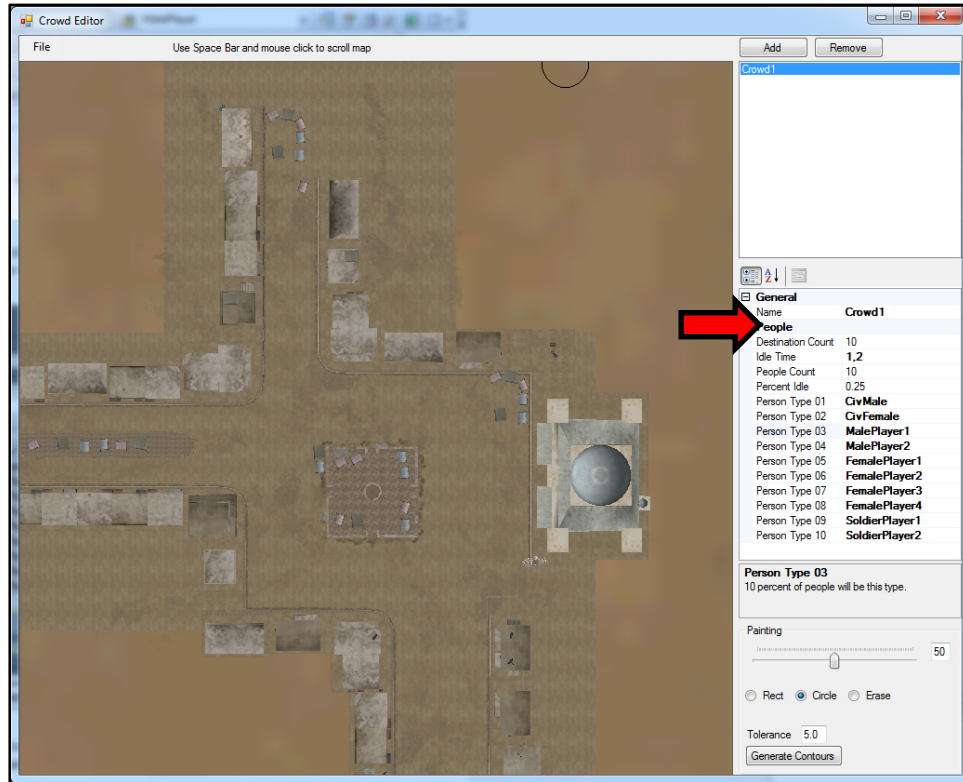 Crowd Editor
MalePlayer
File Use Space Bar and mouse click to scroll map Add Remove
Crowd1
General
Name Crowd1
People
Destination Count 10
Idle Time 1,2
People Count 10
Percent Idle 0.25
Person Type 01 CivMale
Person Type 02 CivFemale
Person Type 03 MalePlayer1
Person Type 04 MalePlayer2
Person Type 05 FemalePlayer1
Person Type 06 FemalePlayer2
Person Type 07 FemalePlayer3
Person Type 08 FemalePlayer4
Person Type 09 SoldierPlayer1
Person Type 10 SoldierPlayer2
Person Type 03
10 percent of people will be this type.
Painting
50
Rect Circle Erase
Tolerance 5.0
Generate Contours